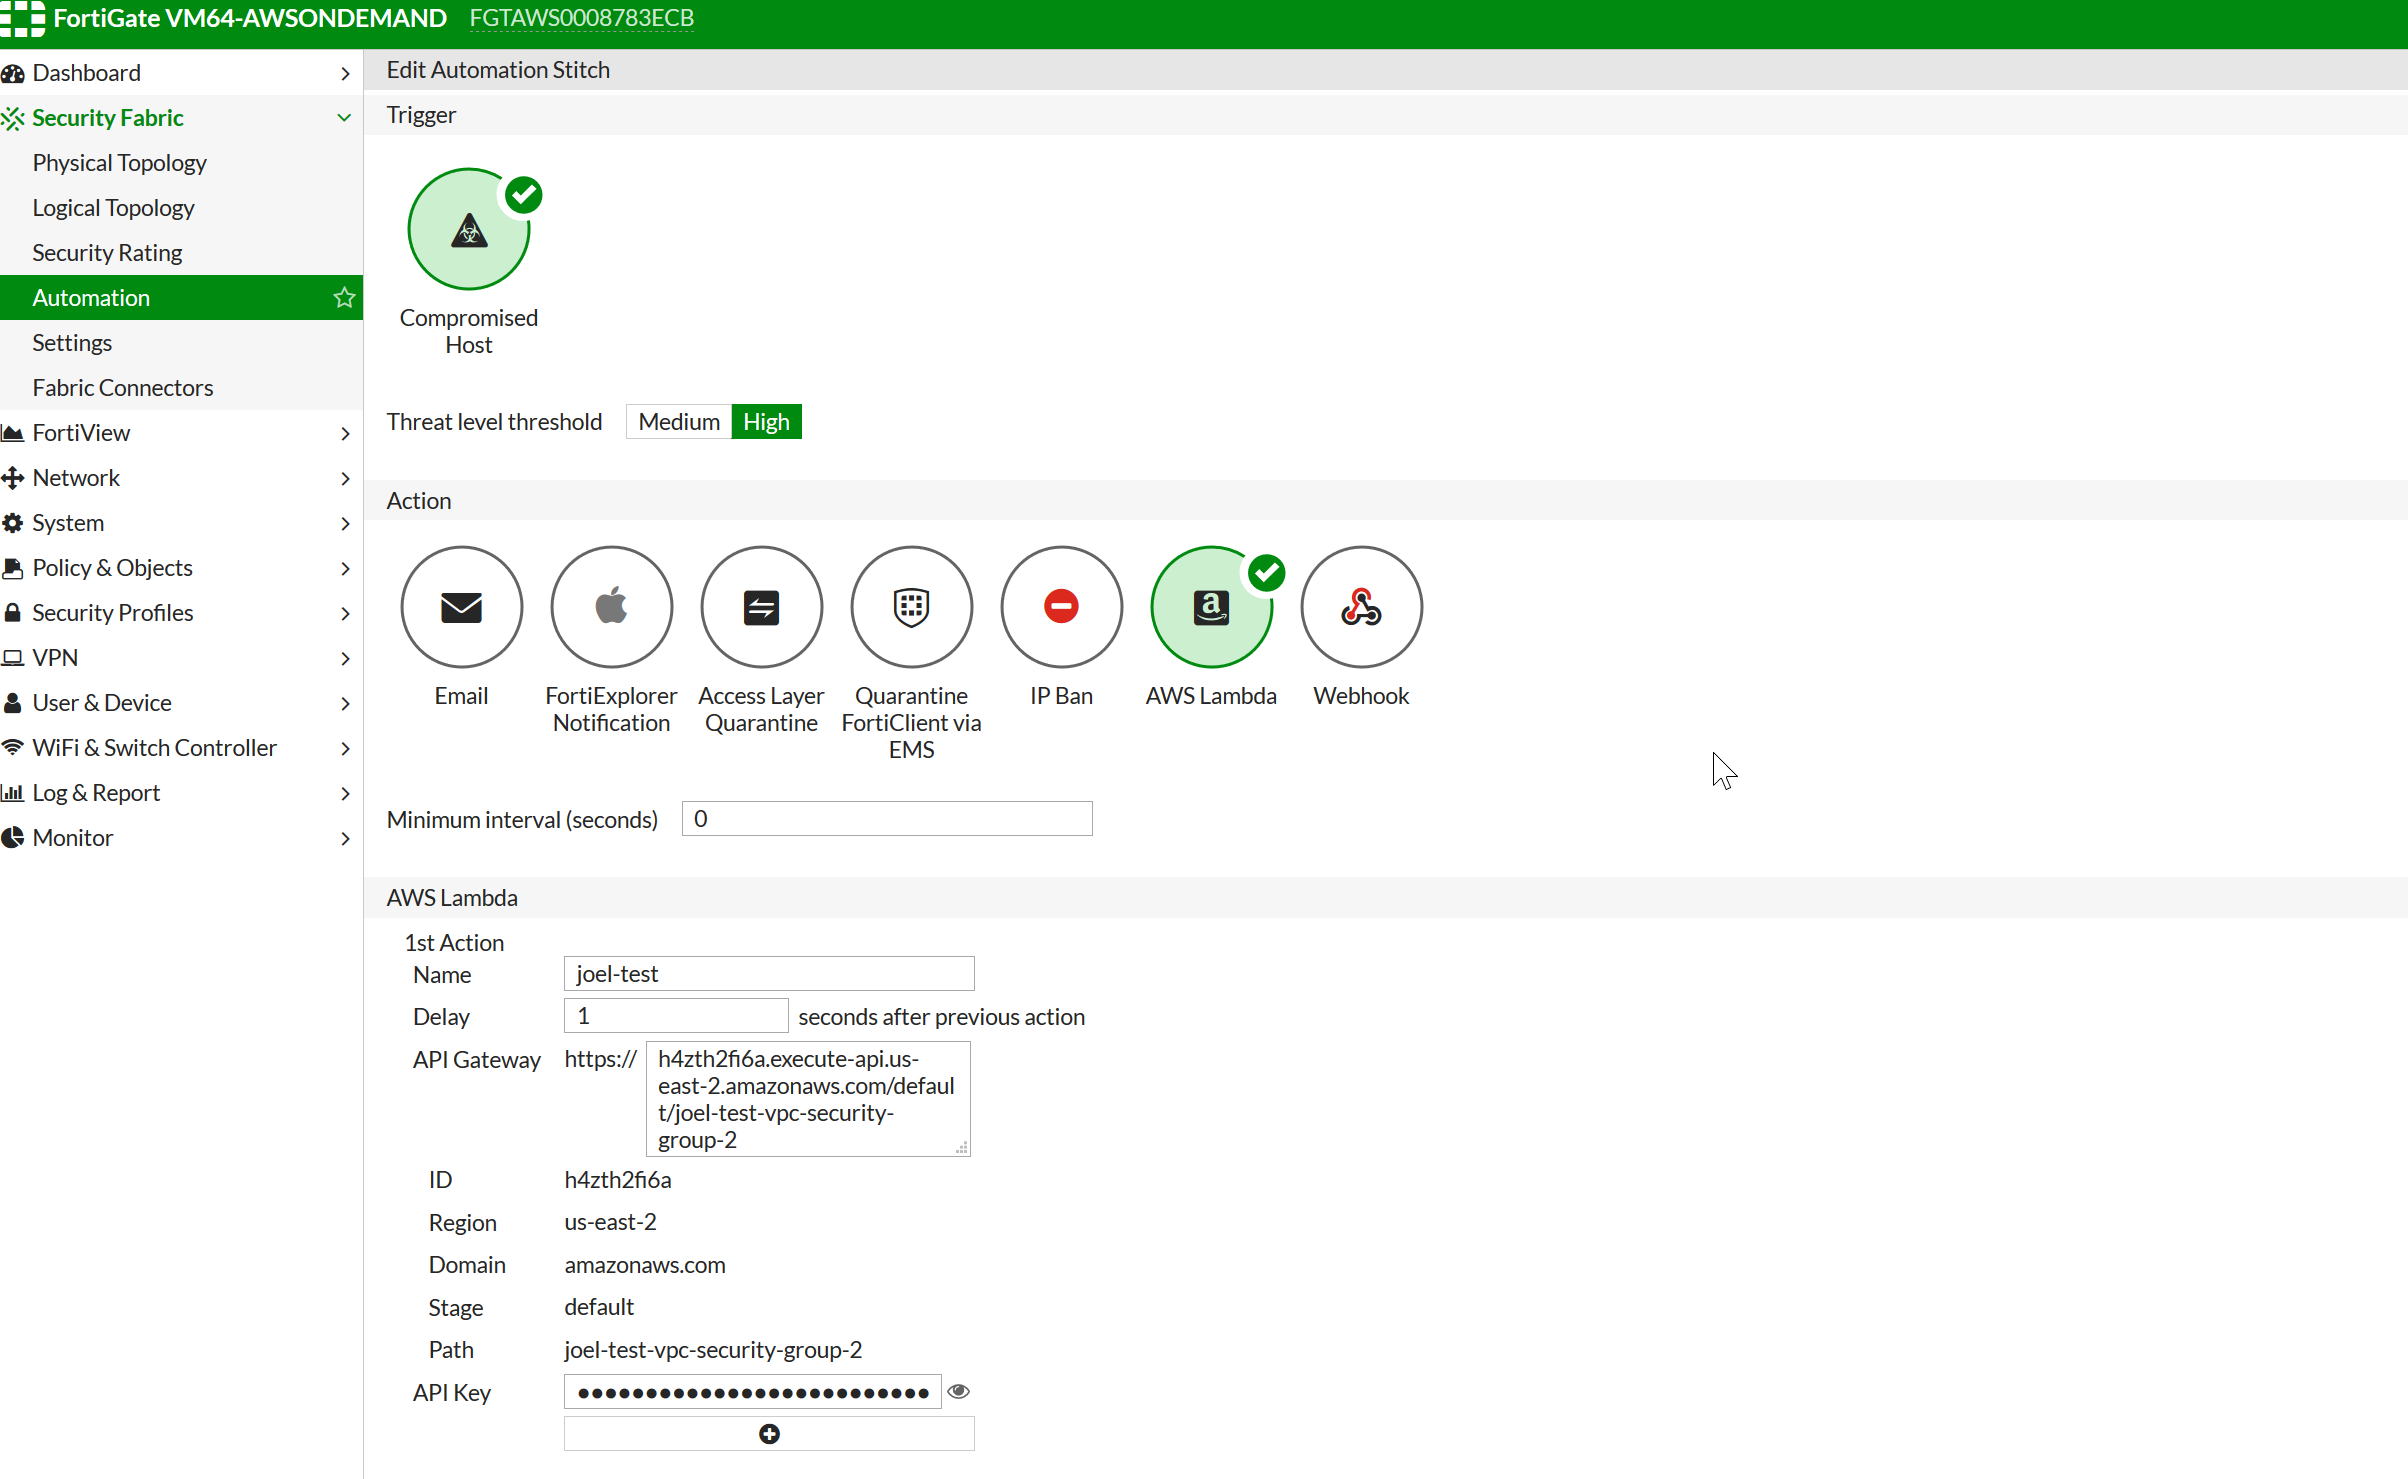 FortiGate VM64-AWSONDEMAND FGTAWS0008783ECB
Dashboard
Security Fabric
Physical Topology
Logical Topology
Security Rating
Automation
Settings
Fabric Connectors
FortiView
Network
System
Policy & Objects
Security Profiles
VPN
User & Device
WiFi & Switch Controller
Log & Report
Monitor
Edit Automation Stitch
Trigger
Compromised
Host
Threat level threshold Medium High
Action
Email
FortiExplorer
Notification
Access Layer
Quarantine
Quarantine
FortiClient via
EMS
IP Ban
AWS Lambda
Webhook
Minimum interval (seconds) 0
AWS Lambda
1st Action
Name joel-test
Delay 1 seconds after previous action
API Gateway https:// h4zth2fi6a.execute-api.us-
east-2.amazonaws.com/defaul
t/joel-test-vpc-security-
group-2
ID h4zth2fi6a
Region us-east-2
Domain amazonaws.com
Stage default
Path joel-test-vpc-security-group-2
API Key ••••••••••••••••••••••••••